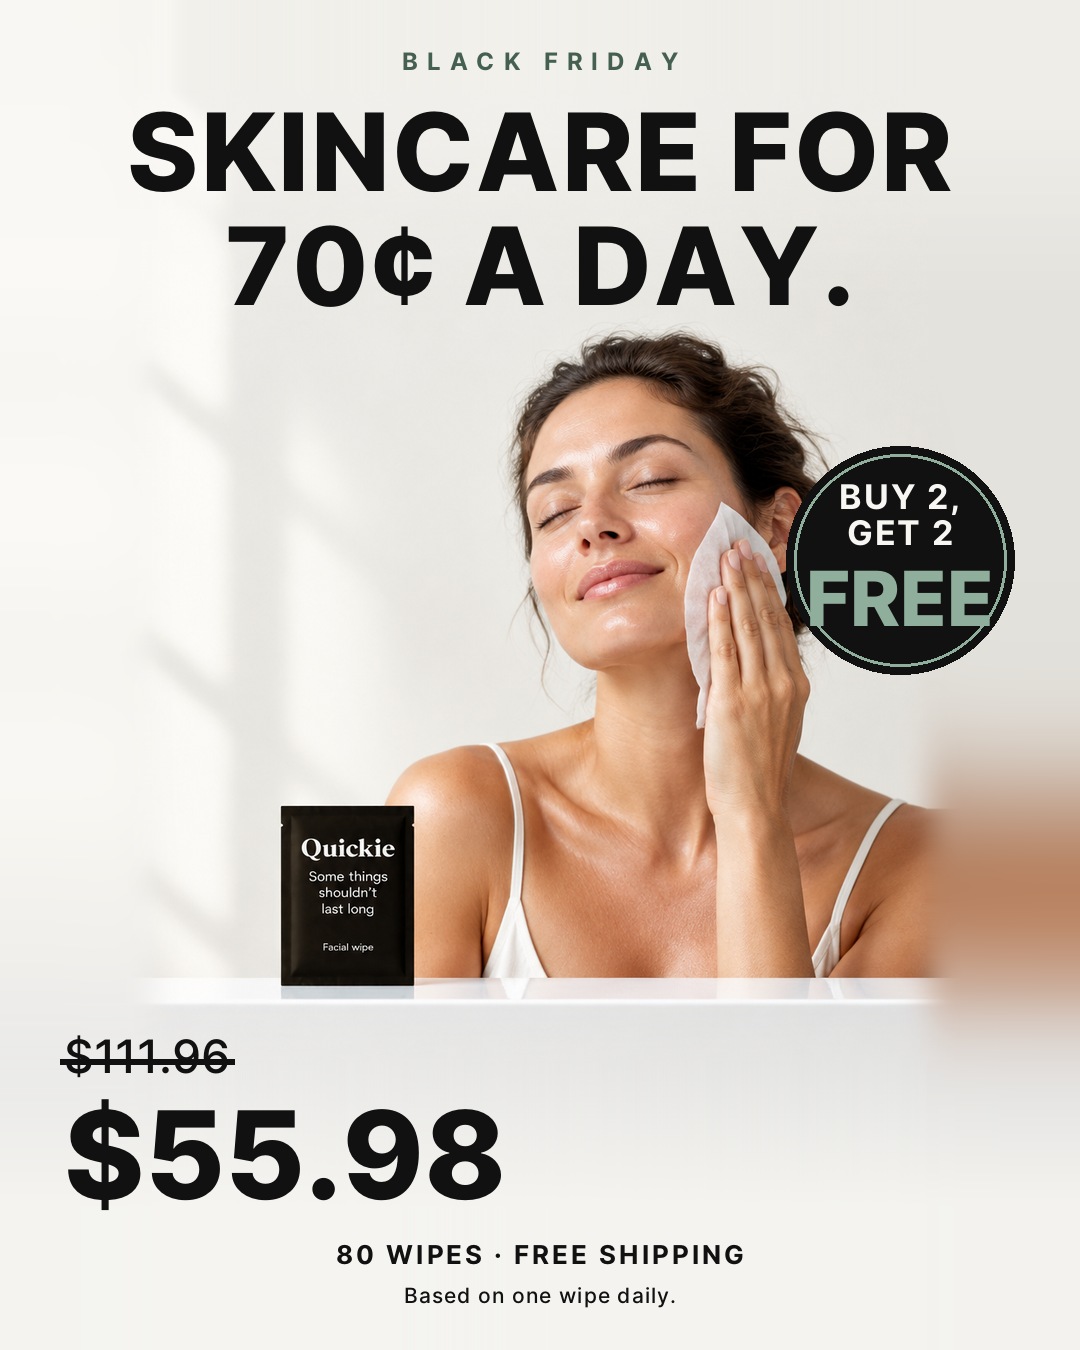 BLACK FRIDAY
SKINCARE FOR
70¢ A DAY.
BUY 2,
GET 2
FREE
Quickie
Some things
shouldn't
last long
Facial wipe
$111.96
$55.98
80 WIPES · FREE SHIPPING
Based on one wipe daily.